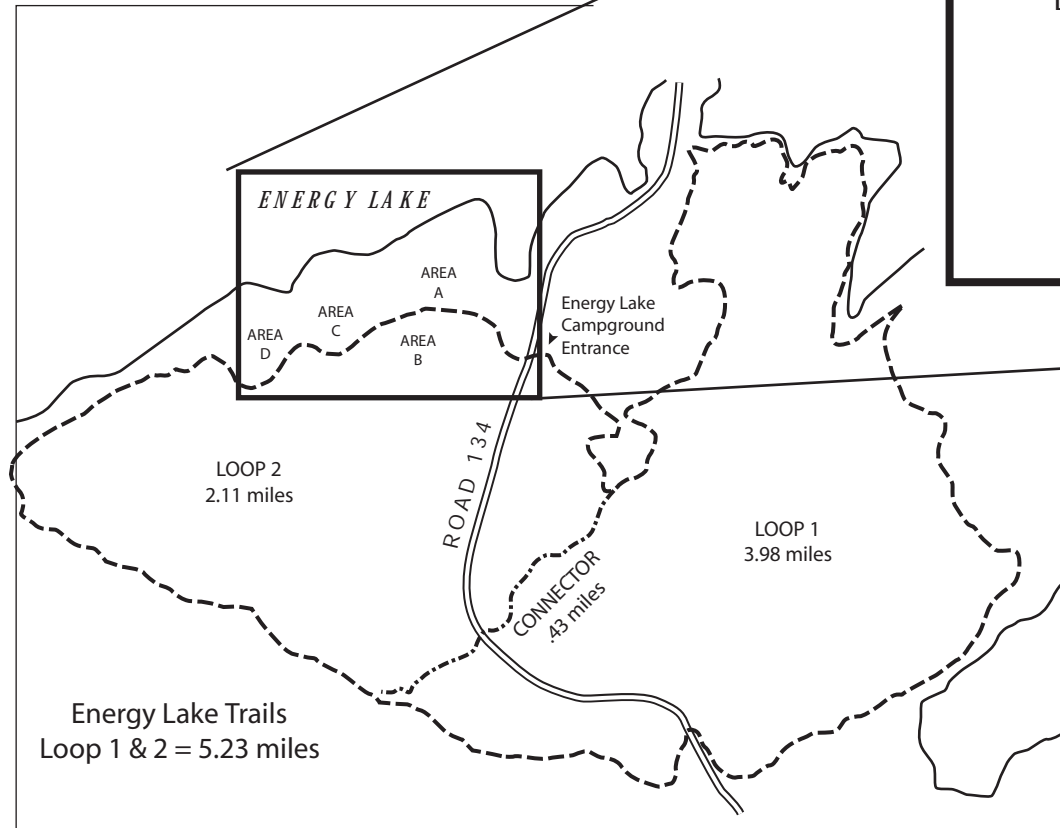 ENERGY LAKE
AREA
A
AREA
C
AREA
D
AREA
B
Energy Lake
Campground
Entrance
ROAD 134
LOOP 2
2.11 miles
LOOP 1
3.98 miles
CONNECTOR
.43 miles
Energy Lake Trails
Loop 1 & 2 = 5.23 miles